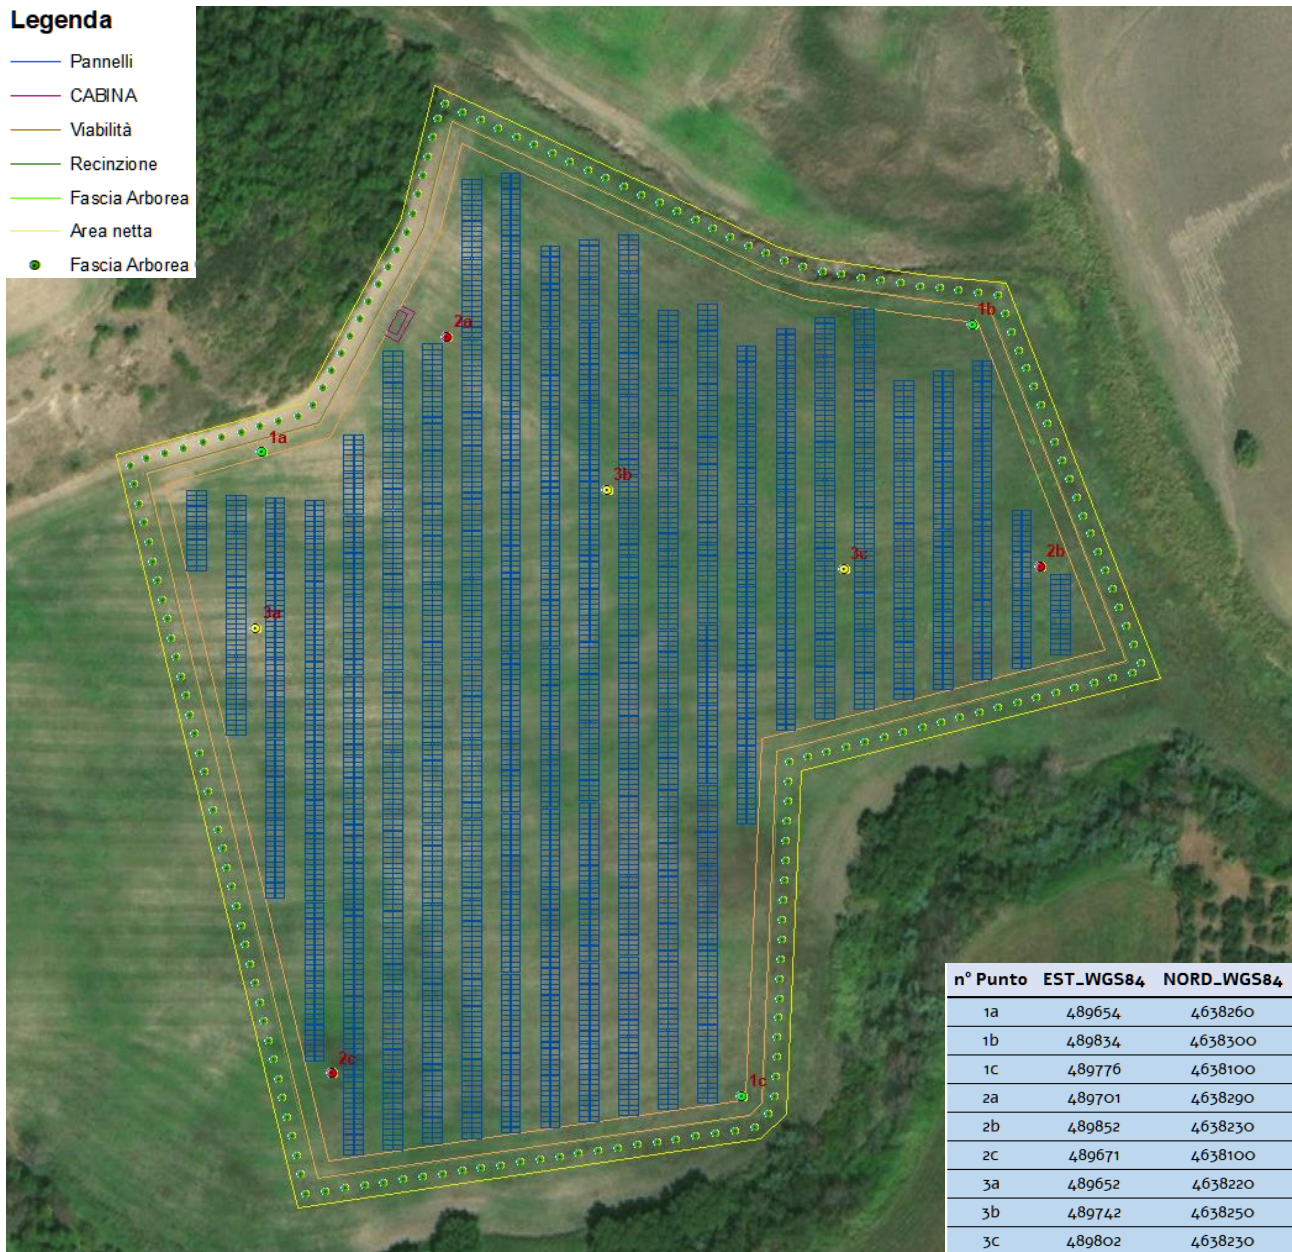 Legenda
Pannelli
CABINA
Viabilità
Recinzione
Fascia Arborea
Area netta
Fascia Arborea
2a
1b
1a
3b
3c
2b
3a
2c
1c
n° Punto EST_WGS84 NORD_WGS84
1a 489654 4638260
1b 489834 4638300
1c 489776 4638100
2a 489701 4638290
2b 489852 4638230
2c 489671 4638100
3a 489652 4638220
3b 489742 4638250
3c 489802 4638230